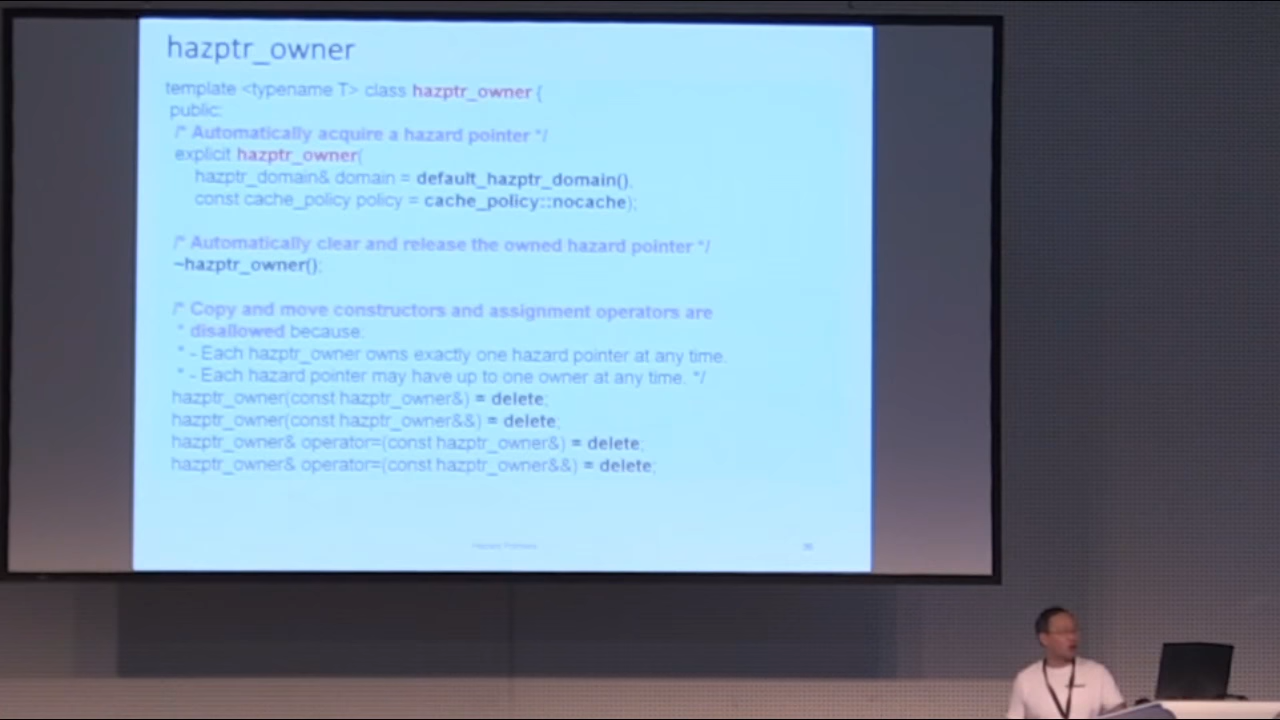 hazptr_owner
template <typename T> class hazptr_owner {
public:
/* Automatically acquire a hazard pointer */
explicit hazptr_owner(
hazptr_domain& domain = default_hazptr_domain(),
const cache_policy policy = cache_policy::nocache);
/* Automatically clear and release the owned hazard pointer */
~hazptr_owner();
/* Copy and move constructors and assignment operators are
* disallowed because:
* - Each hazptr_owner owns exactly one hazard pointer at any time.
* - Each hazard pointer may have up to one owner at any time. */
hazptr_owner(const hazptr_owner&) = delete;
hazptr_owner(const hazptr_owner&&) = delete;
hazptr_owner& operator=(const hazptr_owner&) = delete;
hazptr_owner& operator=(const hazptr_owner&&) = delete;
Hazard Pointers